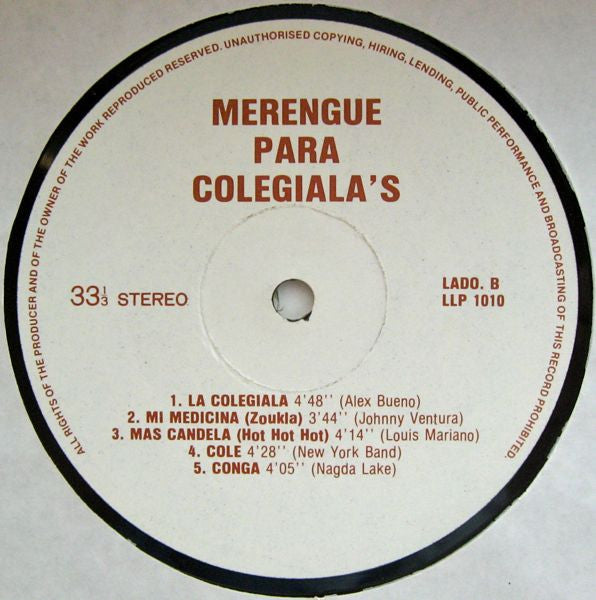 ALL RIGHTS OF THE PRODUCER AND OF THE OWNER OF THE WORK REPRODUCED RESERVED. UNAUTHORISED COPYING, HIRING, LENDING, PUBLIC PERFORMANCE AND BROADCASTING OF THIS RECORD PROHIBITED.
MERENGUE
PARA
COLEGIALA'S
33 1/3 STEREO
LADO. B
LLP 1010
1. LA COLEGIALA 4'48'' (Alex Bueno)
2. MI MEDICINA (Zoukla) 3'44'' (Johnny Ventura)
3. MAS CANDELA (Hot Hot Hot) 4'14'' (Louis Mariano)
4. COLE 4'28'' (New York Band)
5. CONGA 4'05'' (Nagda Lake)